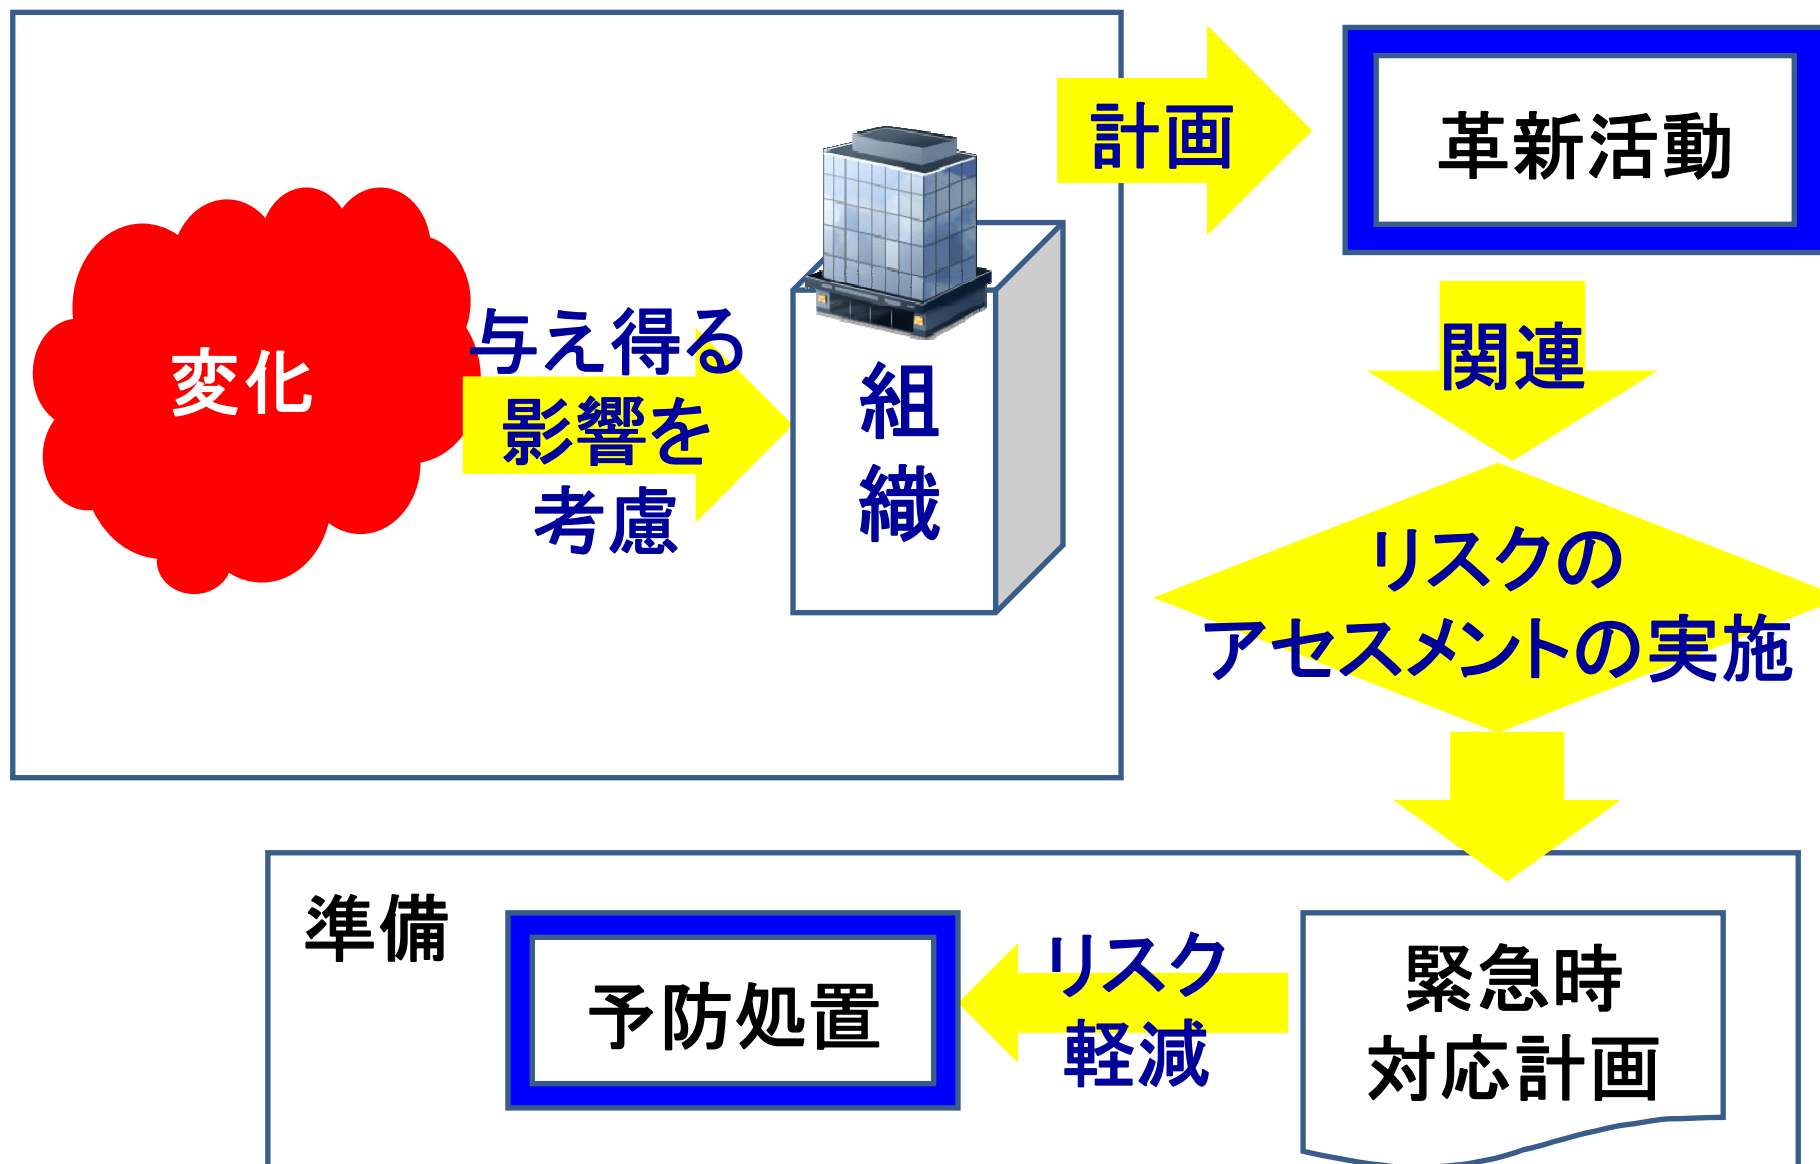 変化
与え得る
影響を
考慮
組
織
計画
革新活動
関連
リスクの
アセスメントの実施
準備
予防処置
リスク
軽減
緊急時
対応計画